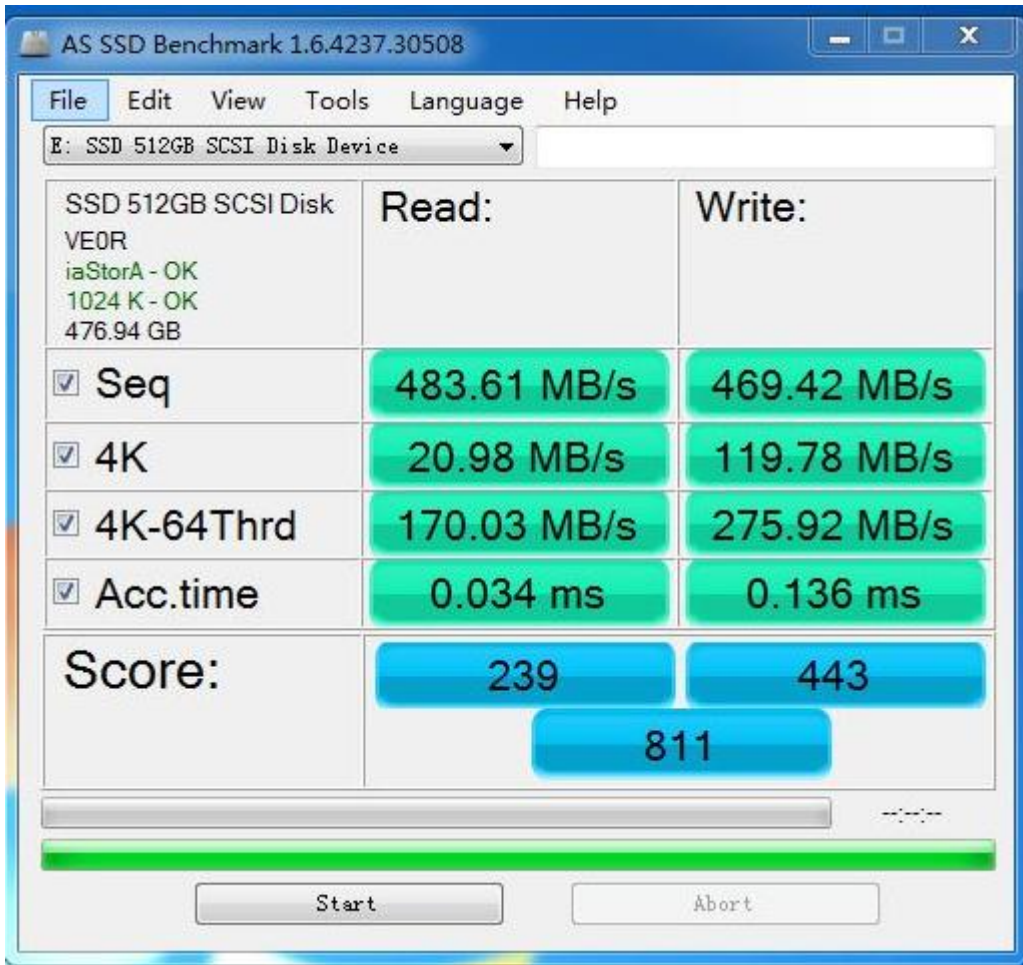 AS SSD Benchmark 1.6.4237.30508
File Edit View Tools Language Help
E: SSD 512GB SCSI Disk Device
SSD 512GB SCSI Disk
VE0R
iaStorA - OK
1024 K - OK
476.94 GB
Read: Write:
Seq 483.61 MB/s 469.42 MB/s
4K 20.98 MB/s 119.78 MB/s
4K-64Thrd 170.03 MB/s 275.92 MB/s
Acc.time 0.034 ms 0.136 ms
Score: 239 443
811
--:--:--
Start Abort